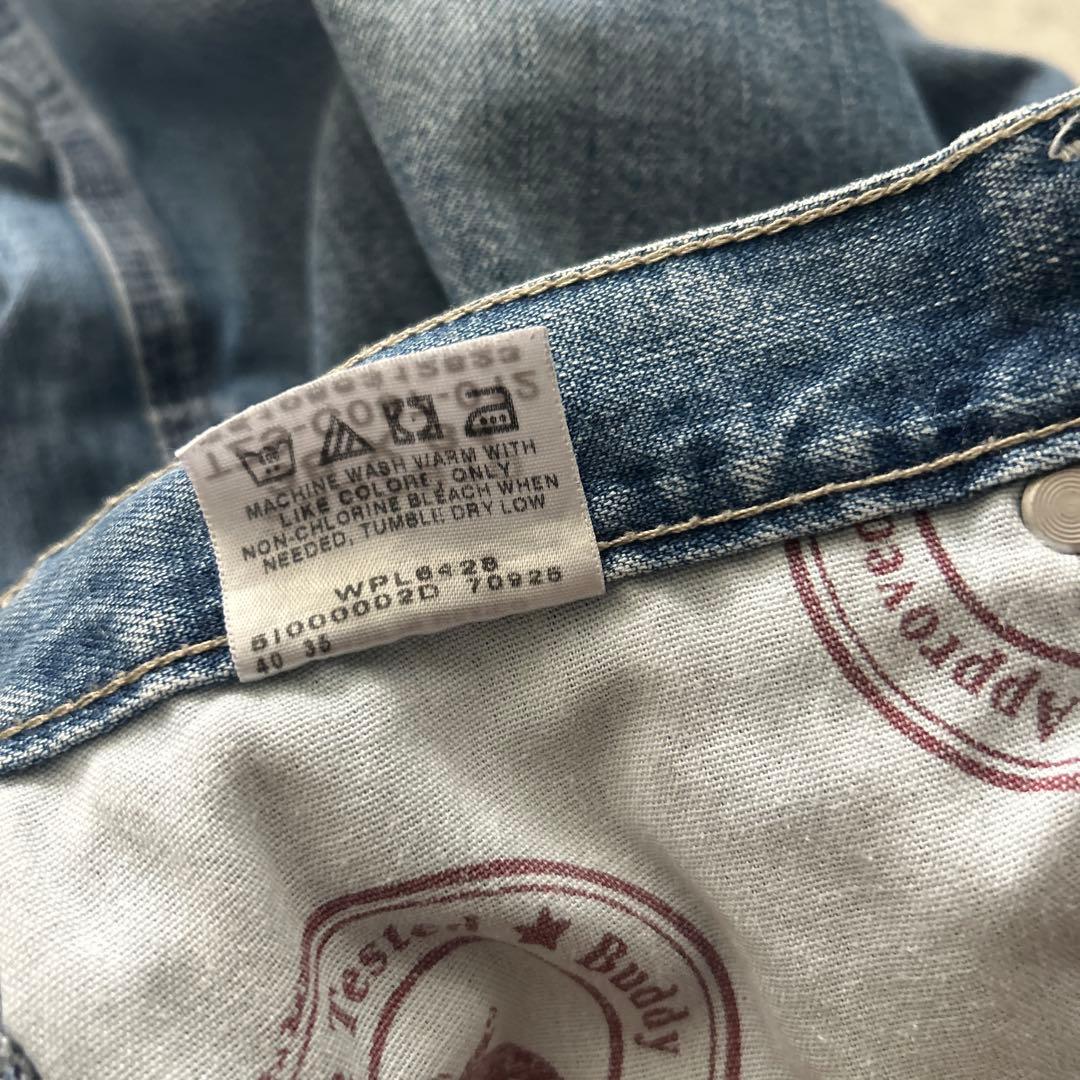 MACHINE WASH WARM WITH
LIKE COLORE, ONLY
NON-CHLORINE BLEACH WHEN
NEEDED, TUMBLE DRY LOW
WPL6428
51000002D 70925
40 35
Approved
Tested ★ Buddy